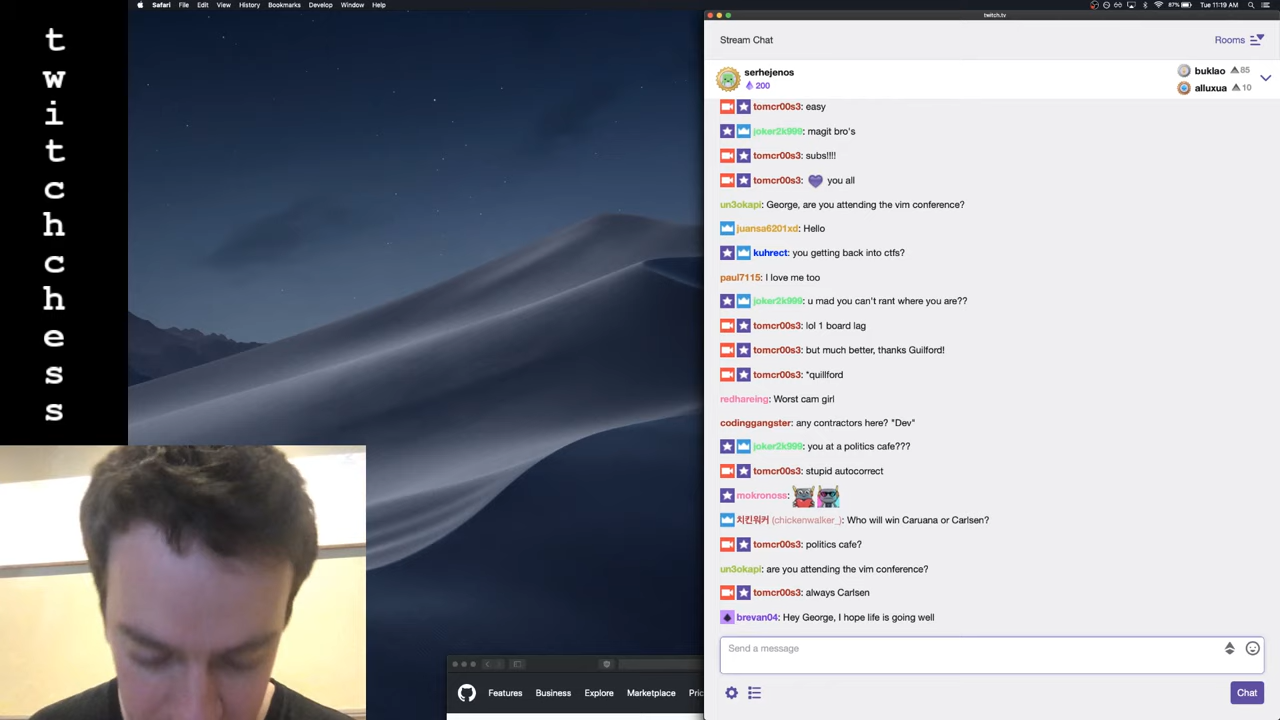 twitchchess
Safari File Edit View History Bookmarks Develop Window Help
87% Tue 11:19 AM
twitch.tv
Stream Chat
Rooms
serhejenos
200
buklao 85
alluxua 10
tomcr00s3: easy
joker2k999: magit bro's
tomcr00s3: subs!!!!
tomcr00s3: you all
un3okapi: George, are you attending the vim conference?
juansa6201xd: Hello
kuhrect: you getting back into ctfs?
paul7115: I love me too
joker2k999: u mad you can't rant where you are??
tomcr00s3: lol 1 board lag
tomcr00s3: but much better, thanks Guilford!
tomcr00s3: *quillford
redhareing: Worst cam girl
codinggangster: any contractors here? "Dev"
joker2k999: you at a politics cafe???
tomcr00s3: stupid autocorrect
mokronoss:
치킨워커 (chickenwalker_): Who will win Caruana or Carlsen?
tomcr00s3: politics cafe?
un3okapi: are you attending the vim conference?
tomcr00s3: always Carlsen
brevan04: Hey George, I hope life is going well
Send a message
Chat
Features Business Explore Marketplace